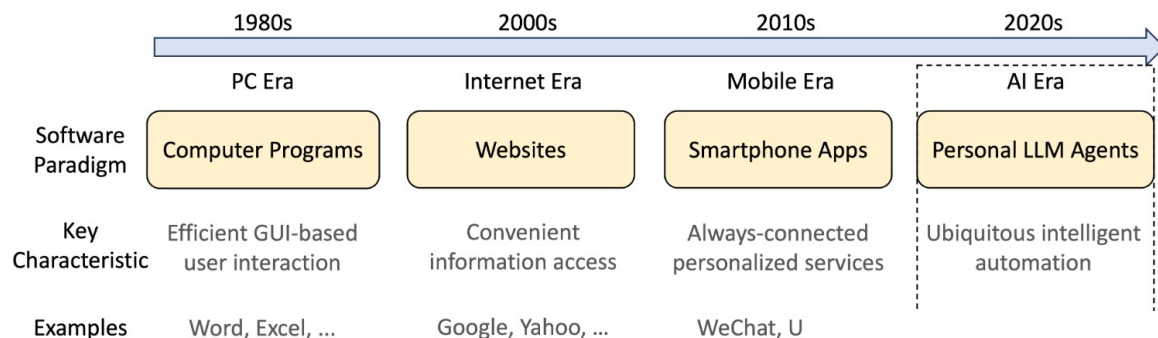 1980s 2000s 2010s 2020s
PC Era Internet Era Mobile Era AI Era
Software Paradigm Computer Programs Websites Smartphone Apps Personal LLM Agents
Key Characteristic Efficient GUI-based user interaction Convenient information access Always-connected personalized services Ubiquitous intelligent automation
Examples Word, Excel, ... Google, Yahoo, ... WeChat, U